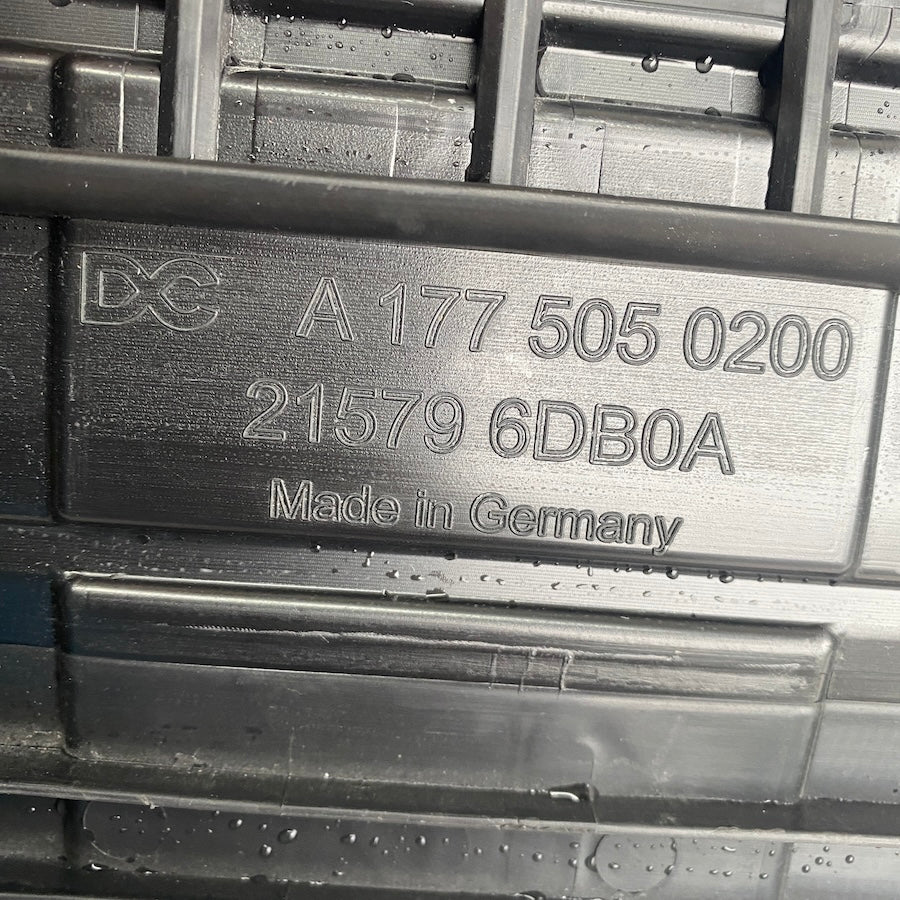 DC A 177 505 0200
21579 6DB0A
Made in Germany